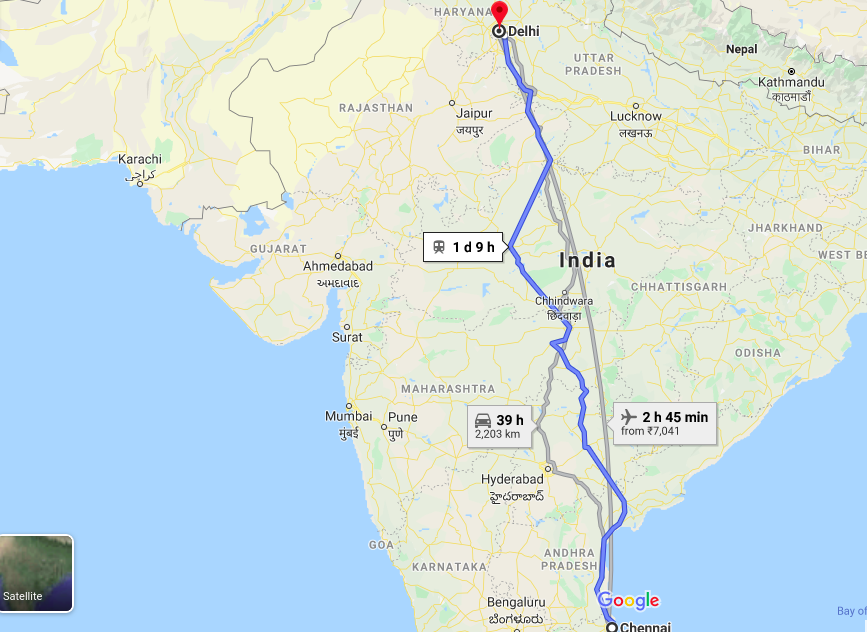 HARYANA
Delhi
Nepal
UTTAR
PRADESH
Kathmandu
काठमाडौं
RAJASTHAN
Jaipur
जयपुर
Lucknow
लखनऊ
Karachi
كراچى
BIHAR
1 d 9 h
JHARKHAND
GUJARAT
India
WEST BE
Ahmedabad
અમદાવાદ
CHHATTISGARH
Chhindwara
छिंदवाड़ा
Surat
ODISHA
MAHARASHTRA
Mumbai
मुंबई
Pune
पुणे
39 h
2,203 km
2 h 45 min
from ₹7,041
Hyderabad
హైదరాబాద్
GOA
ANDHRA
PRADESH
KARNATAKA
Satellite
Google
Bengaluru
ಬೆಂಗಳೂರು
Bay of
Chennai